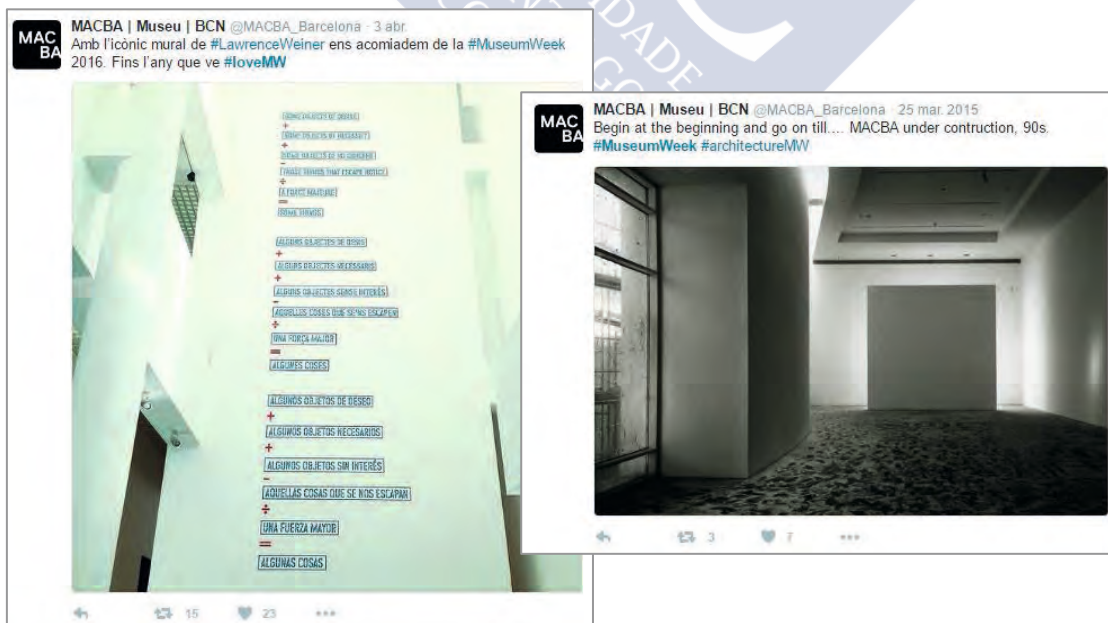 MACBA | Museu | BCN @MACBA_Barcelona · 3 abr.
Amb l'icònic mural de #LawrenceWeiner ens acomiadem de la #MuseumWeek
2016. Fins l'any que ve #loveMW
MAC
BA
+
+
-
÷
=
ALGUNS OBJECTES DE DESIG
+
ALGUNS OBJECTES NECESSARIS
+
ALGUNS OBJECTES SENSE INTERÈS
-
AQUELLES COSES QUE SE'NS ESCAPEN
÷
UNA FORÇA MAJOR
=
ALGUNES COSES
ALGUNOS OBJETOS DE DESEO
+
ALGUNOS OBJETOS NECESARIOS
+
ALGUNOS OBJETOS SIN INTERÉS
-
AQUELLAS COSAS QUE SE NOS ESCAPAN
÷
UNA FUERZA MAYOR
=
ALGUNAS COSAS
15 23
MACBA | Museu | BCN @MACBA_Barcelona · 25 mar. 2015
Begin at the beginning and go on till.... MACBA under contruction, 90s.
#MuseumWeek #architectureMW
MAC
BA
3 7